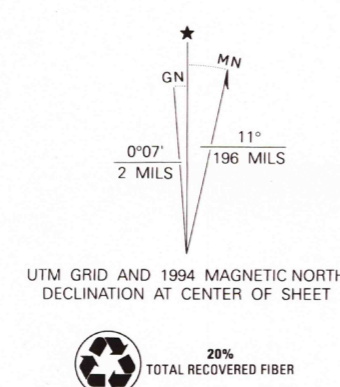 MN
GN
0°07'
2 MILS
11°
196 MILS
UTM GRID AND 1994 MAGNETIC NORTH
DECLINATION AT CENTER OF SHEET
20%
TOTAL RECOVERED FIBER